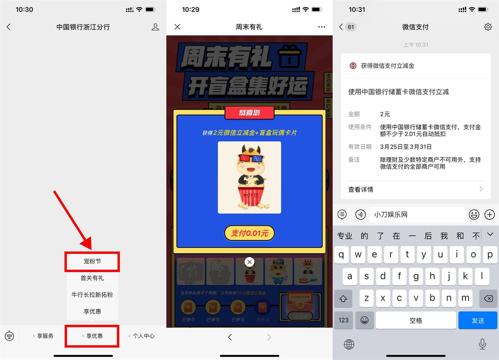 10:30
中国银行浙江分行
宠粉节
首关有礼
牛行长拉新拓粉
享优惠
享服务
享优惠
个人中心
10:29
周末有礼
周末有礼
开盲盒集好运
恭喜您
获得2元微信立减金+盲盒玩偶卡片
支付0.01元
10:31
61
微信支付
上午 10:31
获得微信支付立减金
使用中国银行储蓄卡微信支付立减
金额
2元
使用条件
使用中国银行储蓄卡微信支付，支付金
额不少于2.01元自动抵扣
有效日期
3月25日至3月31日
备注
除理财及少数特定商户不可用外，支持
微信支付的全部商户可用
查看详情
小刀娱乐网
专业 的 了 在 一 后 我 和 不
q w e r t y u i o p
a s d f g h j k l
z x c v b n m
123
空格
发送